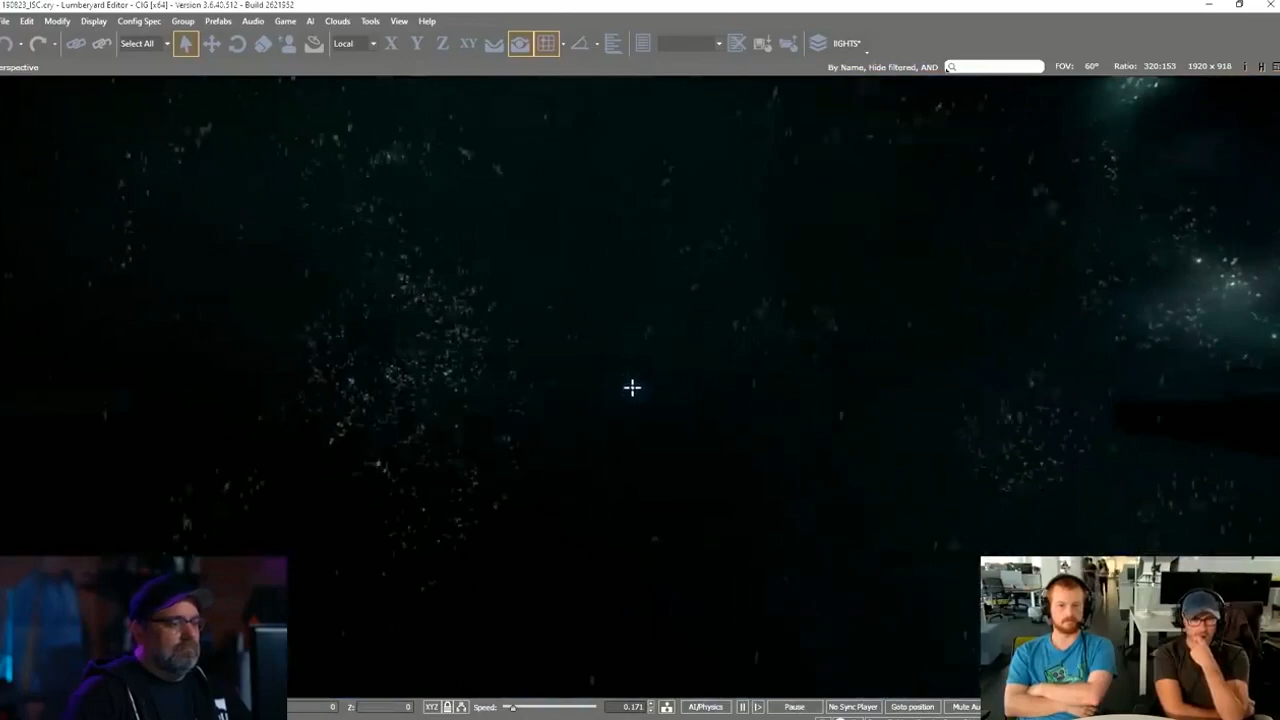 190823_ISC.cry - Lumberyard Editor - CIG [x64] - Version 3.6.40.512 - Build 2621952
File Edit Modify Display Config Spec Group Prefabs Audio Game AI Clouds Tools View Help
Select All Local X Y Z XY LIGHTS*
Perspective By Name, Hide filtered, AND FOV: 60° Ratio: 320:153 1920 x 918 i H
0 Z: 0 XYZ Speed: 0.171 AI/Physics Pause No Sync Player Goto position Mute Au